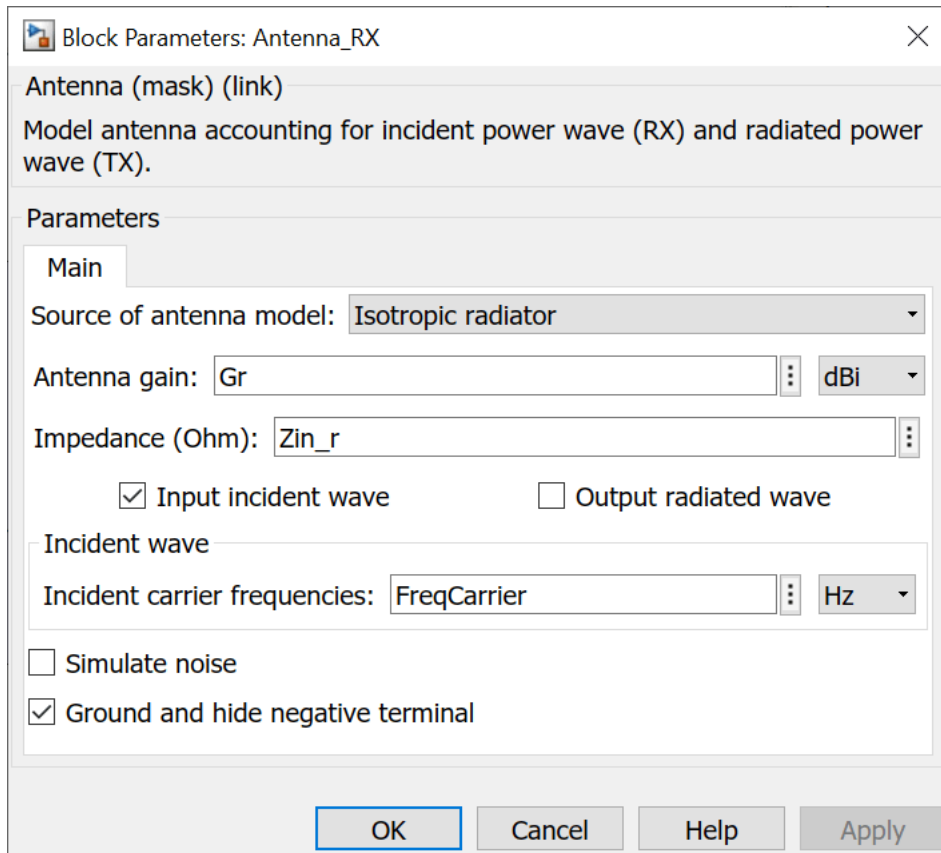 Block Parameters: Antenna_RX
Antenna (mask) (link)
Model antenna accounting for incident power wave (RX) and radiated power
wave (TX).
Parameters
Main
Source of antenna model: Isotropic radiator
Antenna gain: Gr dBi
Impedance (Ohm): Zin_r
Input incident wave Output radiated wave
Incident wave
Incident carrier frequencies: FreqCarrier Hz
Simulate noise
Ground and hide negative terminal
OK Cancel Help Apply